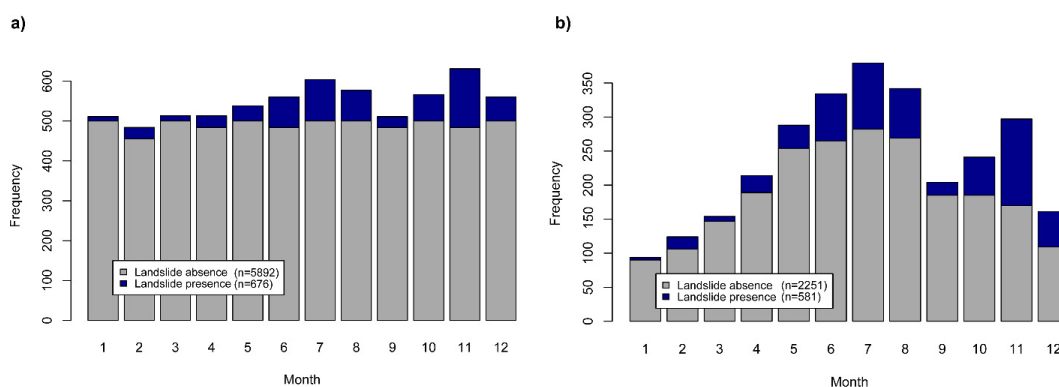 a)
Frequency
0
100
200
300
400
500
600
Landslide absence (n=5892)
Landslide presence (n=676)
1 2 3 4 5 6 7 8 9 10 11 12
Month
b)
Frequency
0
50
100
150
200
250
300
350
Landslide absence (n=2251)
Landslide presence (n=581)
1 2 3 4 5 6 7 8 9 10 11 12
Month